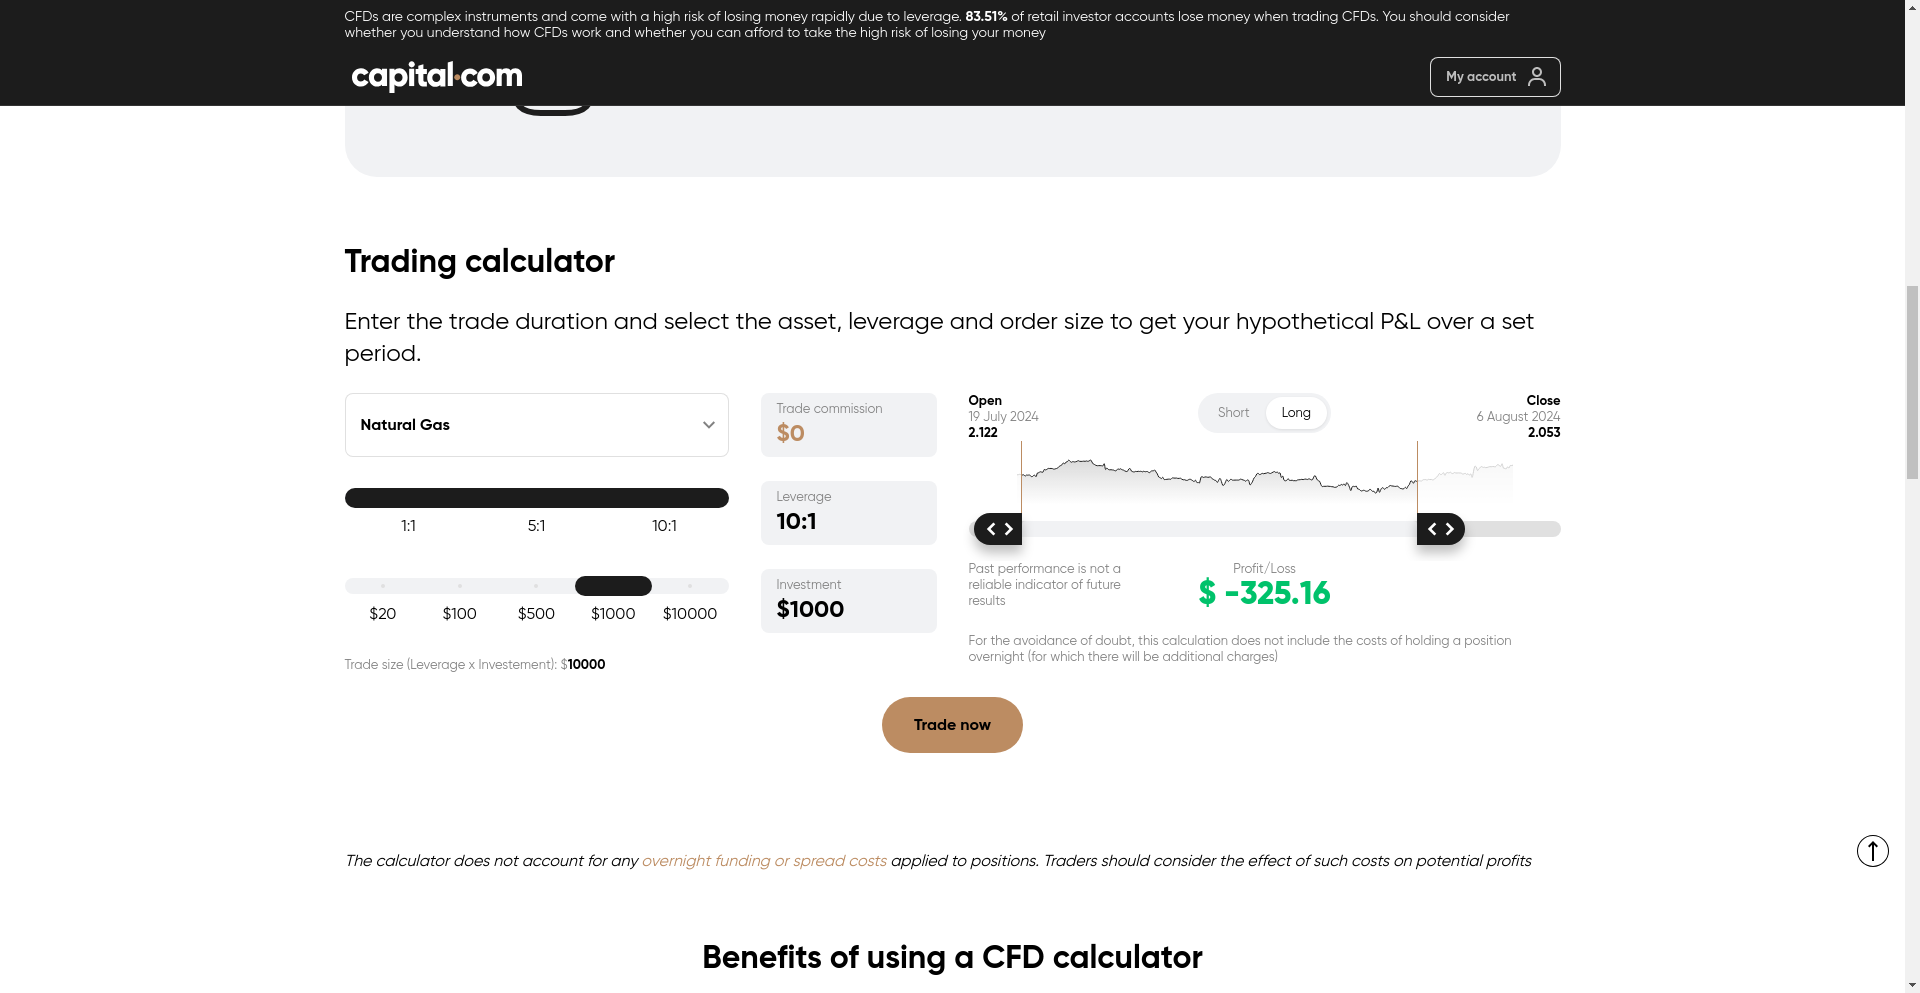 CFDs are complex instruments and come with a high risk of losing money rapidly due to leverage. 83.51% of retail investor accounts lose money when trading CFDs. You should consider
whether you understand how CFDs work and whether you can afford to take the high risk of losing your money
capital.com
My account
Trading calculator
Enter the trade duration and select the asset, leverage and order size to get your hypothetical P&L over a set
period.
Natural Gas
1:1 5:1 10:1
$20 $100 $500 $1000 $10000
Trade size (Leverage x Investement): $10000
Trade commission
$0
Leverage
10:1
Investment
$1000
Open
19 July 2024
2.122
Short Long
Close
6 August 2024
2.053
Past performance is not a
reliable indicator of future
results
Profit/Loss
$ -325.16
For the avoidance of doubt, this calculation does not include the costs of holding a position
overnight (for which there will be additional charges)
Trade now
The calculator does not account for any overnight funding or spread costs applied to positions. Traders should consider the effect of such costs on potential profits
Benefits of using a CFD calculator